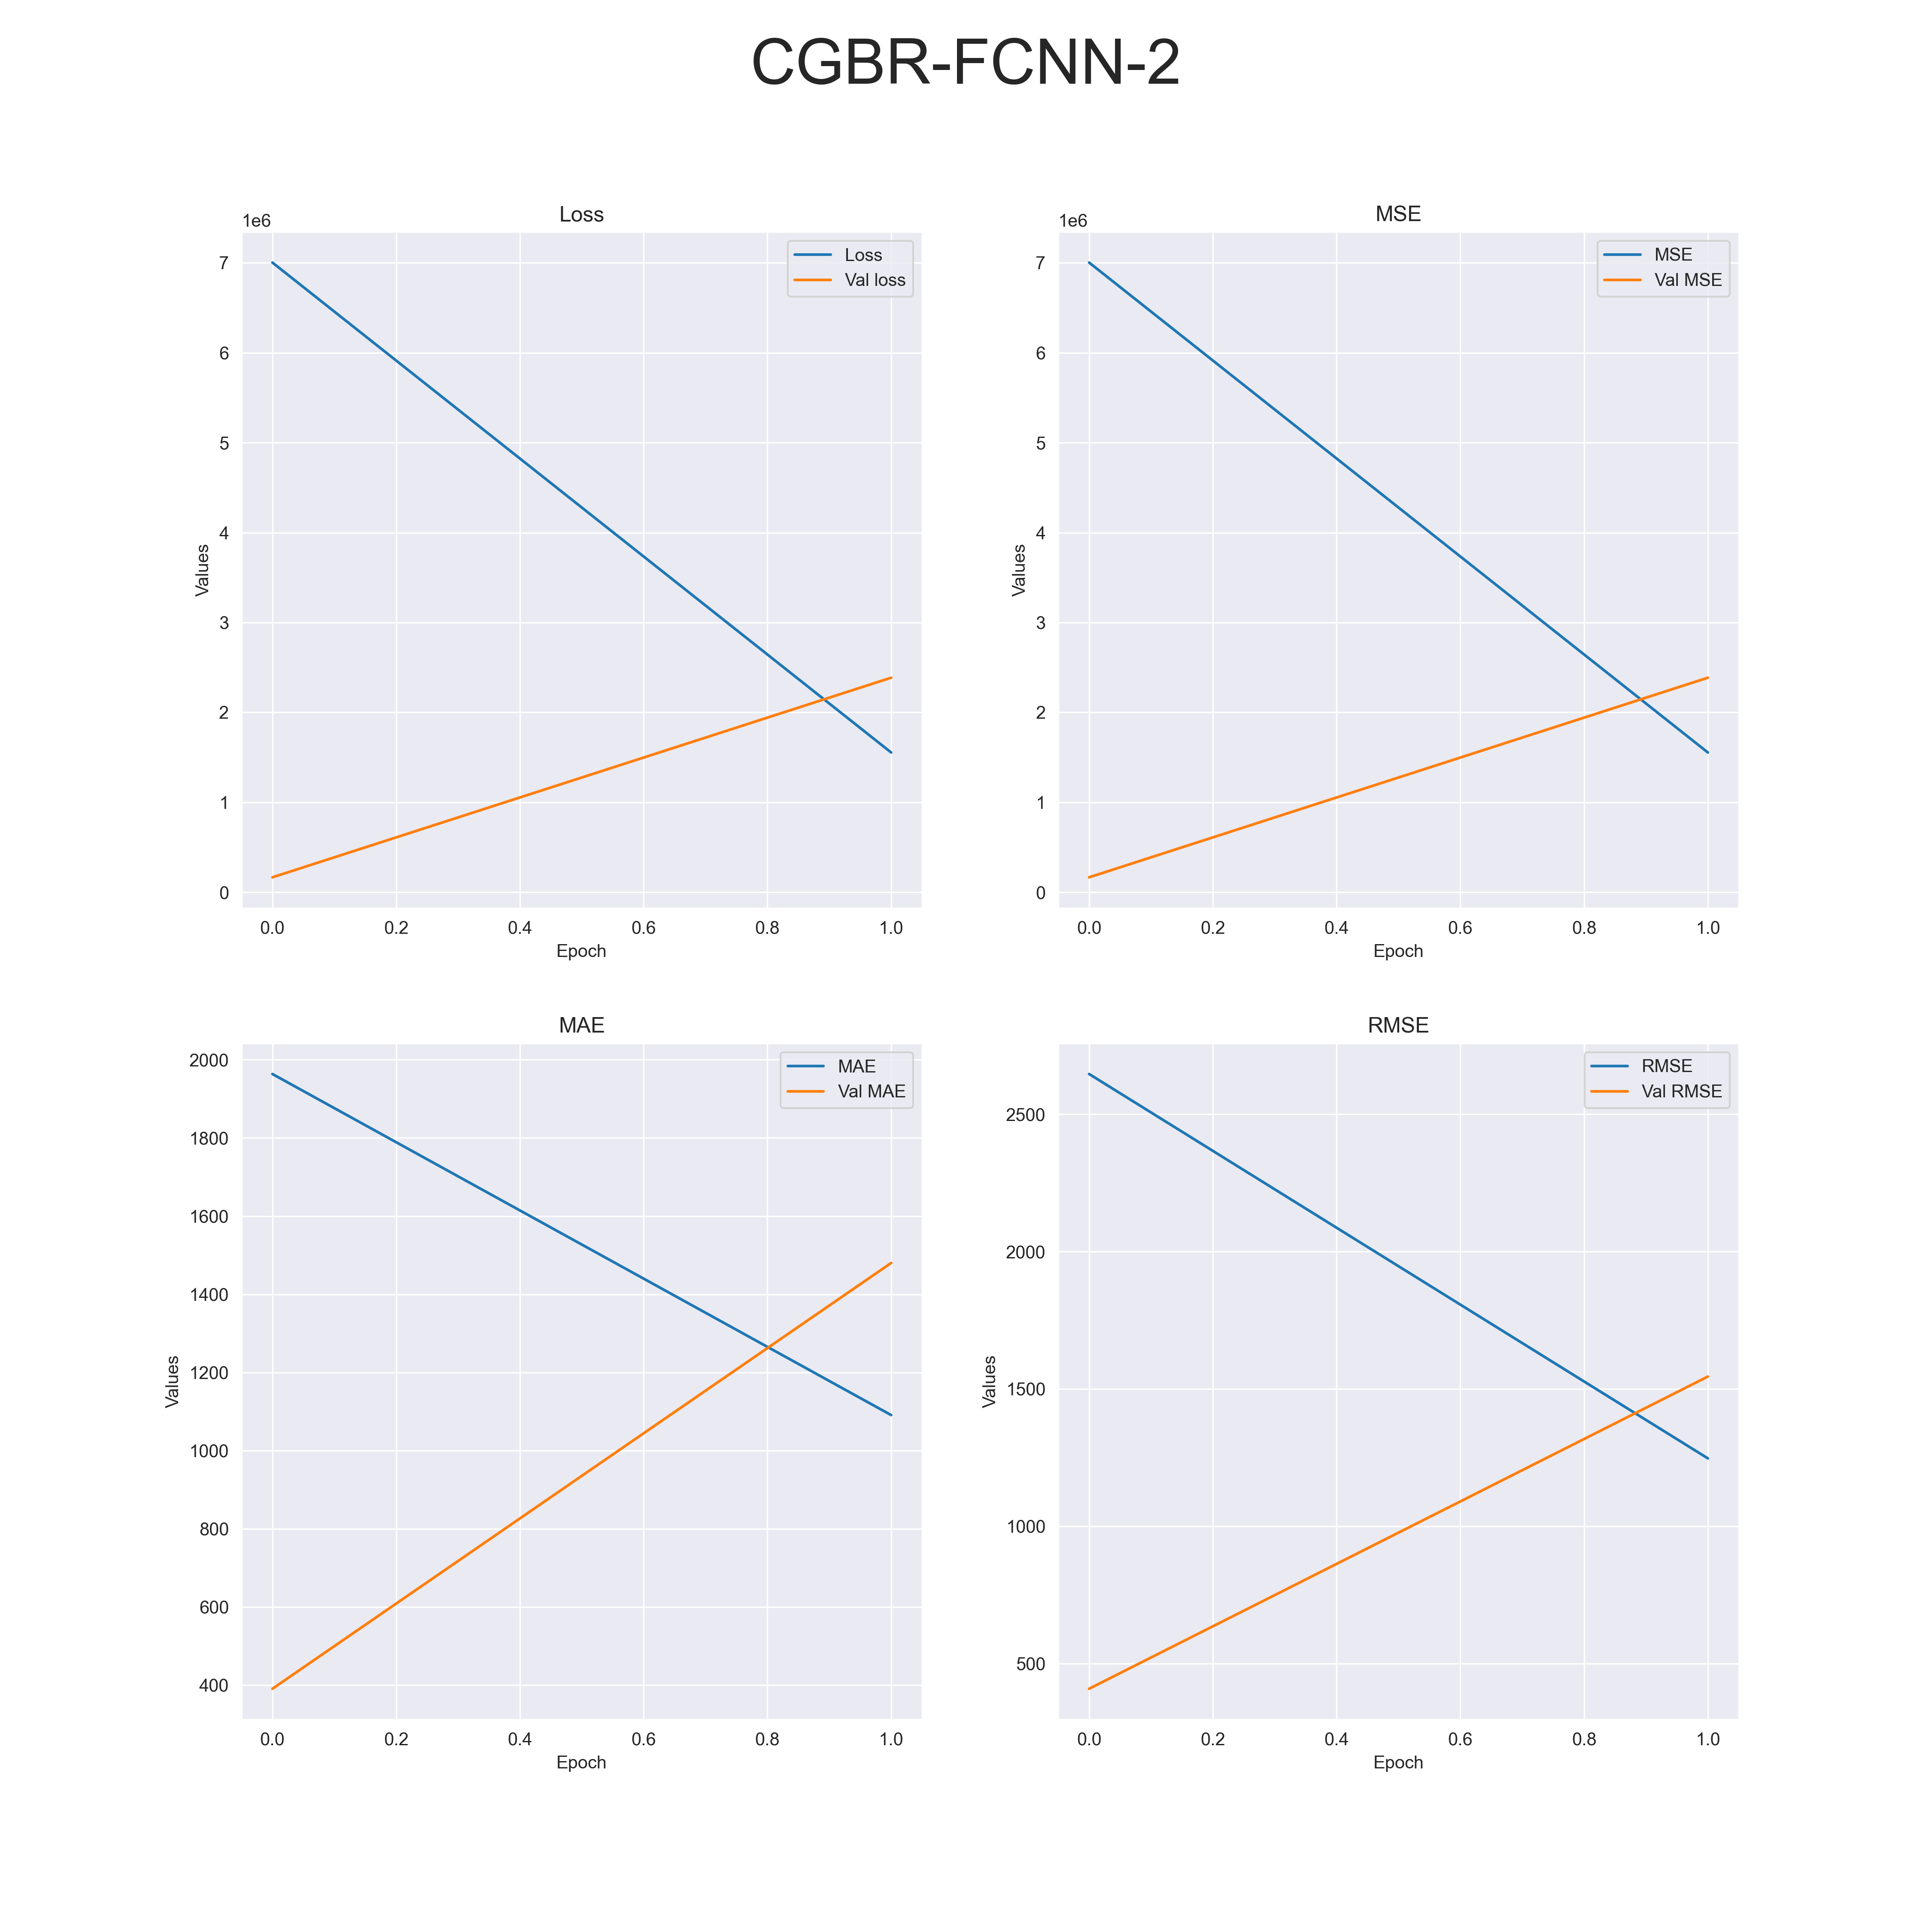 CGBR-FCNN-2
Loss
1e6
7
6
5
4
3
2
1
0
Values
0.0 0.2 0.4 0.6 0.8 1.0
Epoch
Loss
Val loss
MSE
1e6
7
6
5
4
3
2
1
0
Values
0.0 0.2 0.4 0.6 0.8 1.0
Epoch
MSE
Val MSE
MAE
2000
1800
1600
1400
1200
1000
800
600
400
Values
0.0 0.2 0.4 0.6 0.8 1.0
Epoch
MAE
Val MAE
RMSE
2500
2000
1500
1000
500
Values
0.0 0.2 0.4 0.6 0.8 1.0
Epoch
RMSE
Val RMSE